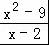 x² − 9
x − 2